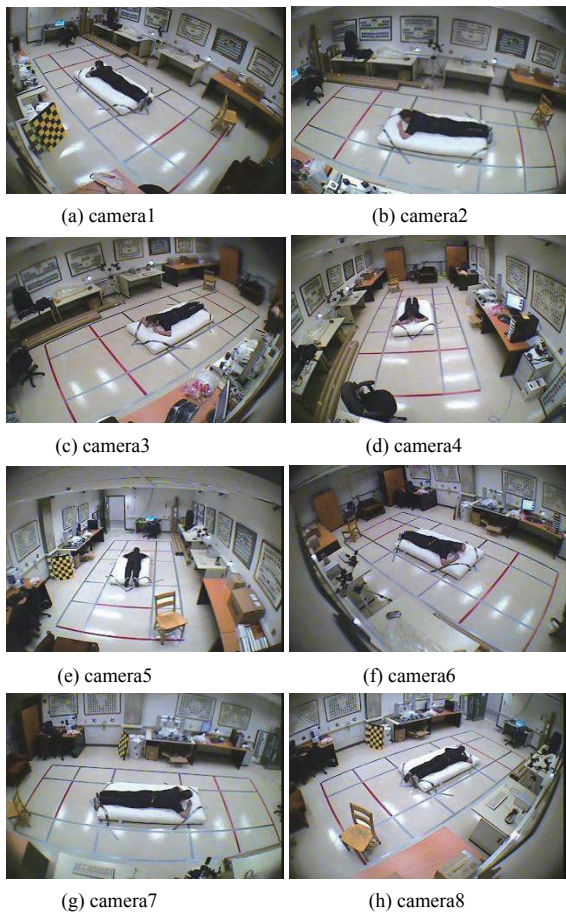 (a) camera1
(b) camera2
(c) camera3
(d) camera4
(e) camera5
(f) camera6
(g) camera7
(h) camera8